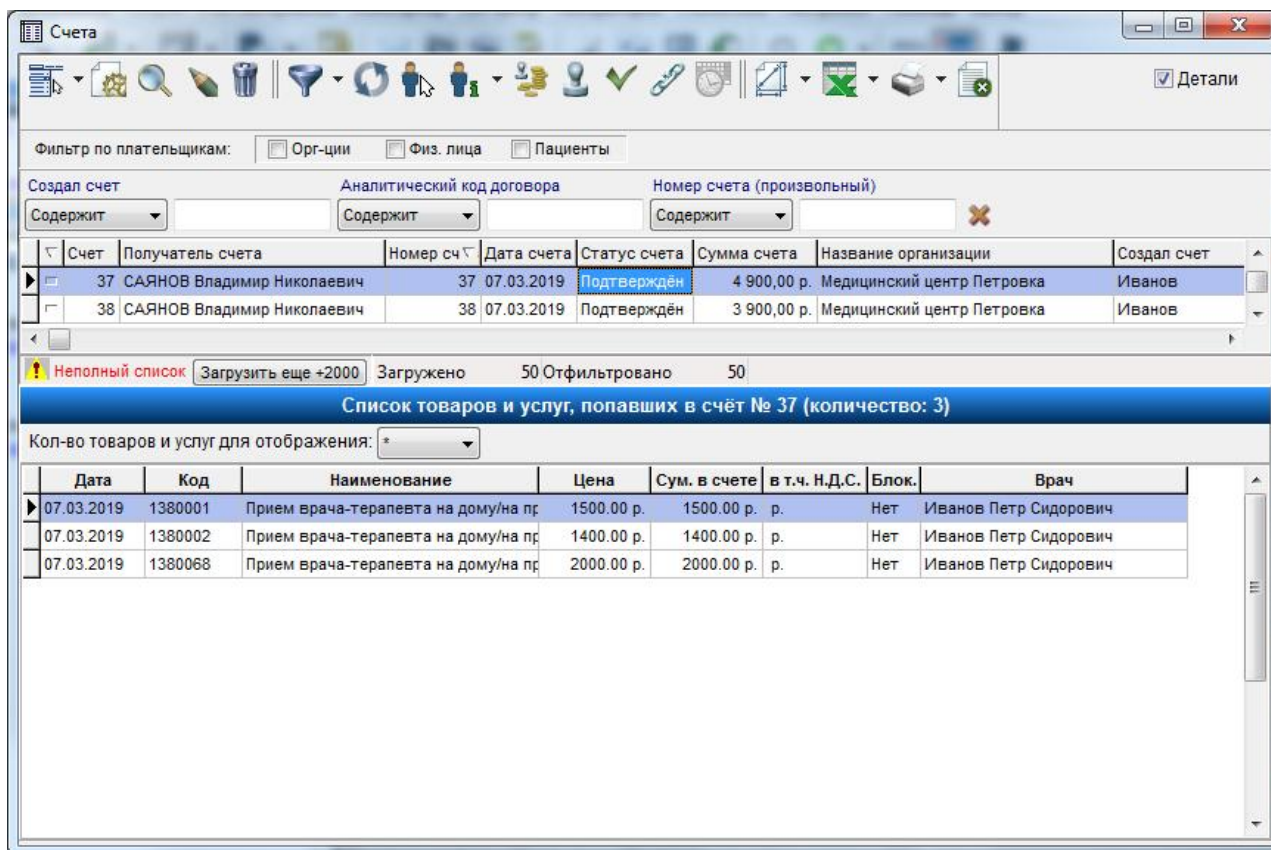 Счета
Детали
Фильтр по плательщикам: Орг-ции Физ. лица Пациенты
Создал счет Аналитический код договора Номер счета (произвольный)
Содержит Содержит Содержит
Счет Получатель счета Номер сч Дата счета Статус счета Сумма счета Название организации Создал счет
37 САЯНОВ Владимир Николаевич 37 07.03.2019 Подтверждён 4 900,00 р. Медицинский центр Петровка Иванов
38 САЯНОВ Владимир Николаевич 38 07.03.2019 Подтверждён 3 900,00 р. Медицинский центр Петровка Иванов
Неполный список Загрузить еще +2000 Загружено 50 Отфильтровано 50
Список товаров и услуг, попавших в счёт № 37 (количество: 3)
Кол-во товаров и услуг для отображения: *
Дата Код Наименование Цена Сум. в счете в т.ч. Н.Д.С. Блок. Врач
07.03.2019 1380001 Прием врача-терапевта на дому/на пр 1500.00 р. 1500.00 р. р. Нет Иванов Петр Сидорович
07.03.2019 1380002 Прием врача-терапевта на дому/на пр 1400.00 р. 1400.00 р. р. Нет Иванов Петр Сидорович
07.03.2019 1380068 Прием врача-терапевта на дому/на пр 2000.00 р. 2000.00 р. р. Нет Иванов Петр Сидорович